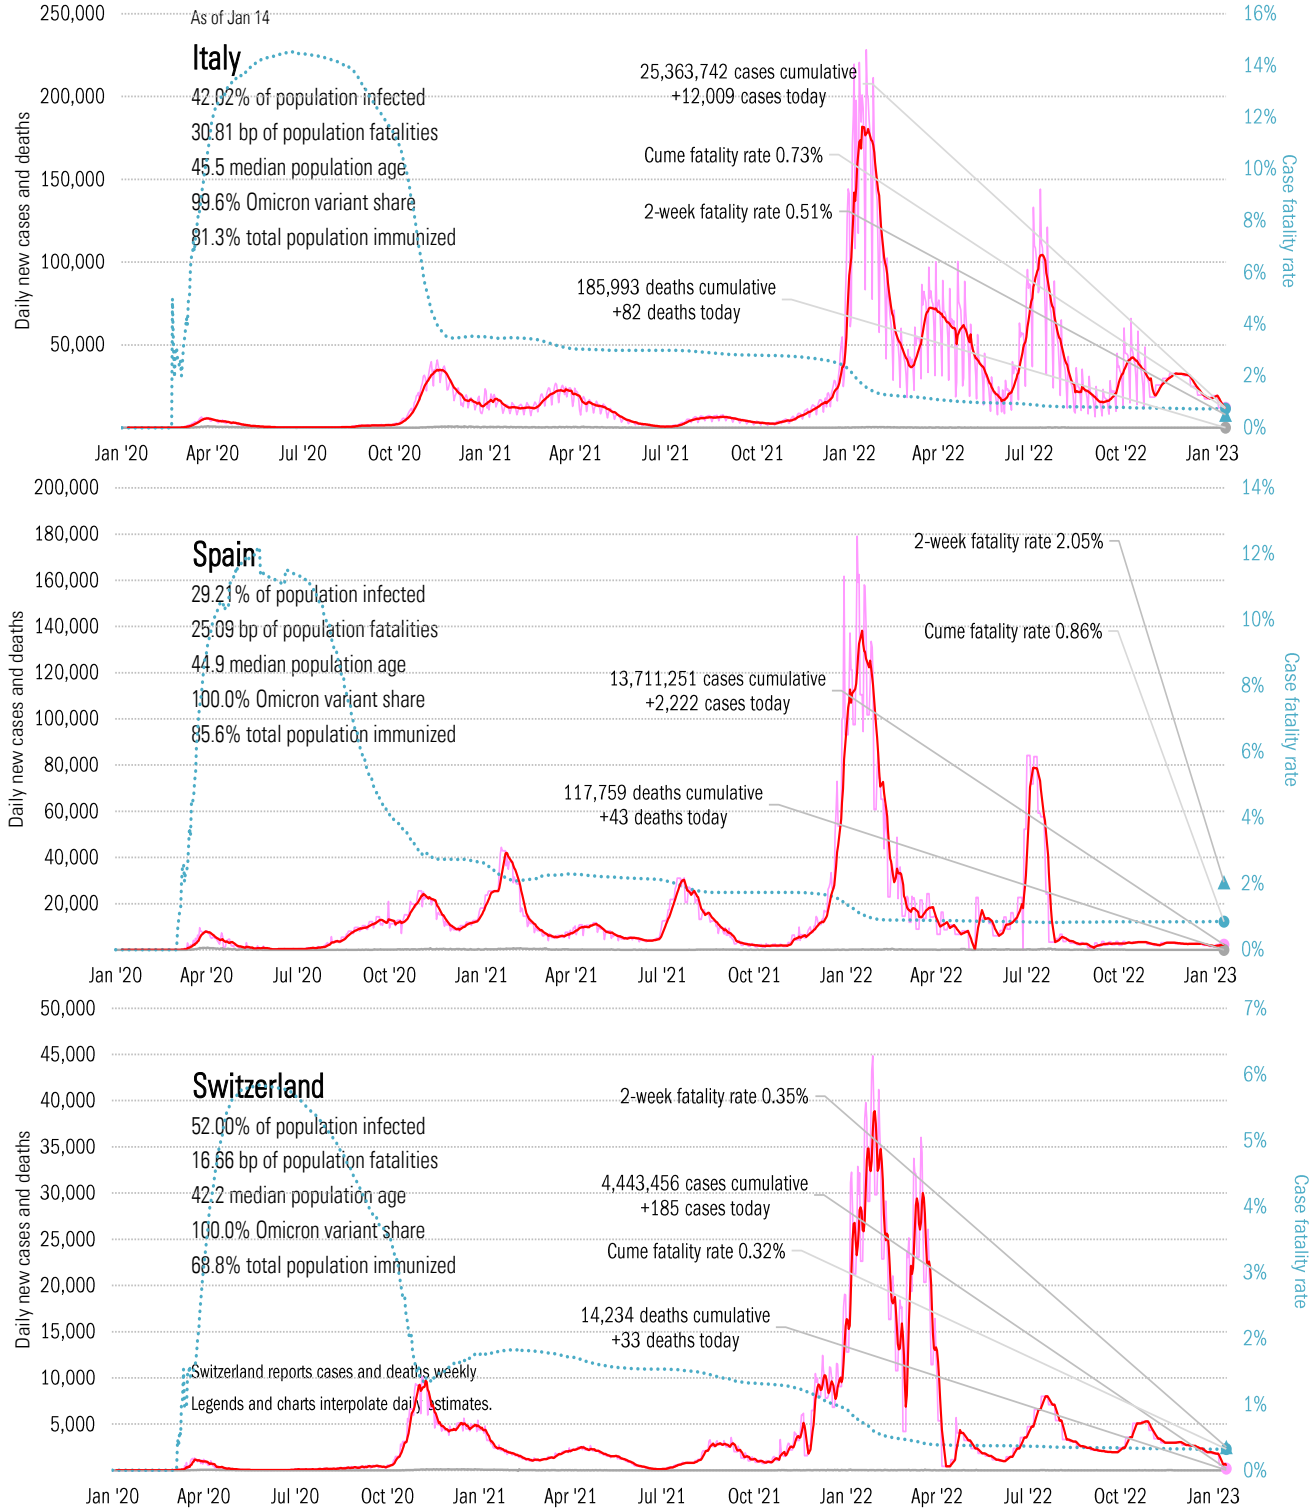 As of Jan 14
Italy
42.02% of population infected
30.81 bp of population fatalities
45.5 median population age
99.6% Omicron variant share
81.3% total population immunized
25,363,742 cases cumulative
+12,009 cases today
Cume fatality rate 0.73%
2-week fatality rate 0.51%
185,993 deaths cumulative
+82 deaths today
Daily new cases and deaths
250,000
200,000
150,000
100,000
50,000
Case fatality rate
16%
14%
12%
10%
8%
6%
4%
2%
0%
Jan '20 Apr '20 Jul '20 Oct '20 Jan '21 Apr '21 Jul '21 Oct '21 Jan '22 Apr '22 Jul '22 Oct '22 Jan '23
Spain
29.21% of population infected
25.09 bp of population fatalities
44.9 median population age
100.0% Omicron variant share
85.6% total population immunized
2-week fatality rate 2.05%
Cume fatality rate 0.86%
13,711,251 cases cumulative
+2,222 cases today
117,759 deaths cumulative
+43 deaths today
Daily new cases and deaths
200,000
180,000
160,000
140,000
120,000
100,000
80,000
60,000
40,000
20,000
Case fatality rate
14%
12%
10%
8%
6%
4%
2%
0%
Jan '20 Apr '20 Jul '20 Oct '20 Jan '21 Apr '21 Jul '21 Oct '21 Jan '22 Apr '22 Jul '22 Oct '22 Jan '23
Switzerland
52.00% of population infected
16.66 bp of population fatalities
42.2 median population age
100.0% Omicron variant share
68.8% total population immunized
2-week fatality rate 0.35%
4,443,456 cases cumulative
+185 cases today
Cume fatality rate 0.32%
14,234 deaths cumulative
+33 deaths today
Switzerland reports cases and deaths weekly
Legends and charts interpolate daily estimates.
Daily new cases and deaths
50,000
45,000
40,000
35,000
30,000
25,000
20,000
15,000
10,000
5,000
Case fatality rate
7%
6%
5%
4%
3%
2%
1%
0%
Jan '20 Apr '20 Jul '20 Oct '20 Jan '21 Apr '21 Jul '21 Oct '21 Jan '22 Apr '22 Jul '22 Oct '22 Jan '23